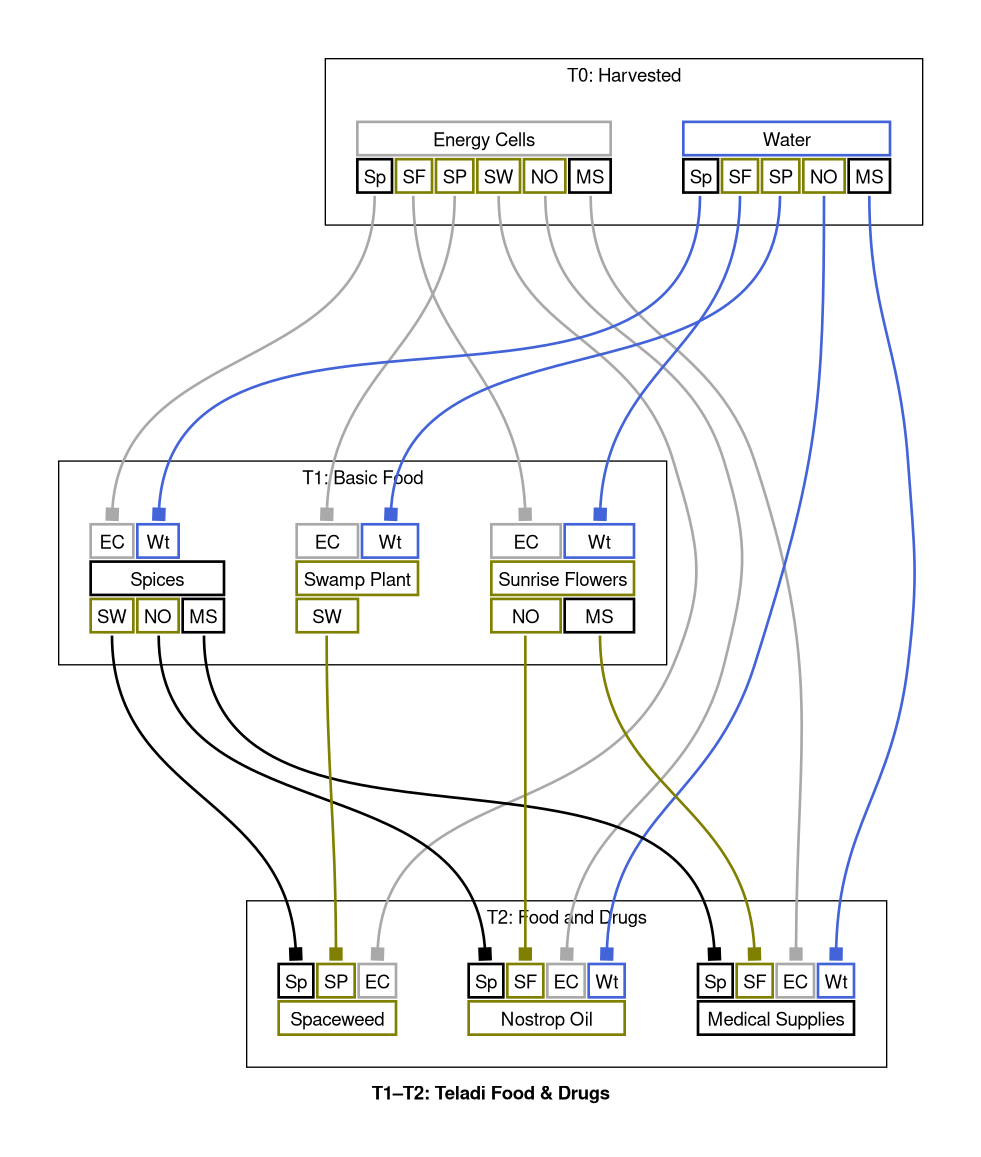 T0: Harvested
Energy Cells Water
Sp SF SP SW NO MS Sp SF SP NO MS
T1: Basic Food
EC Wt EC Wt EC Wt
Spices Swamp Plant Sunrise Flowers
SW NO MS SW NO MS
T2: Food and Drugs
Sp SP EC Sp SF EC Wt Sp SF EC Wt
Spaceweed Nostrop Oil Medical Supplies
T1–T2: Teladi Food & Drugs